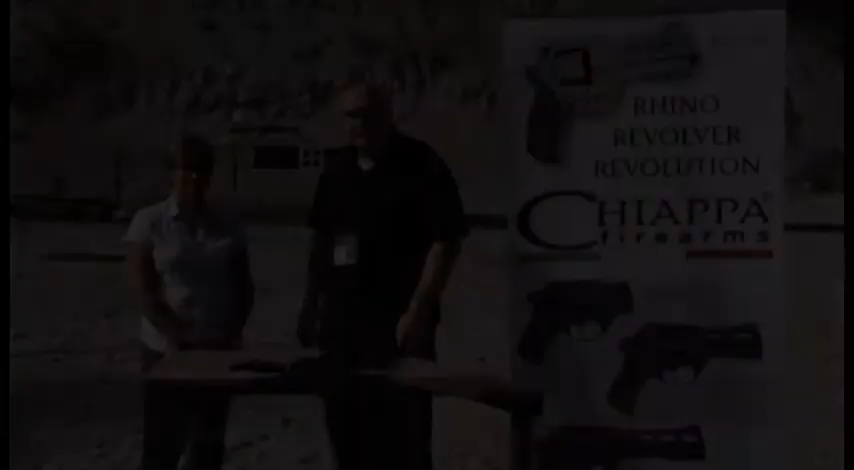 RHINO
REVOLVER
REVOLUTION
CHIAPPA®
firearms